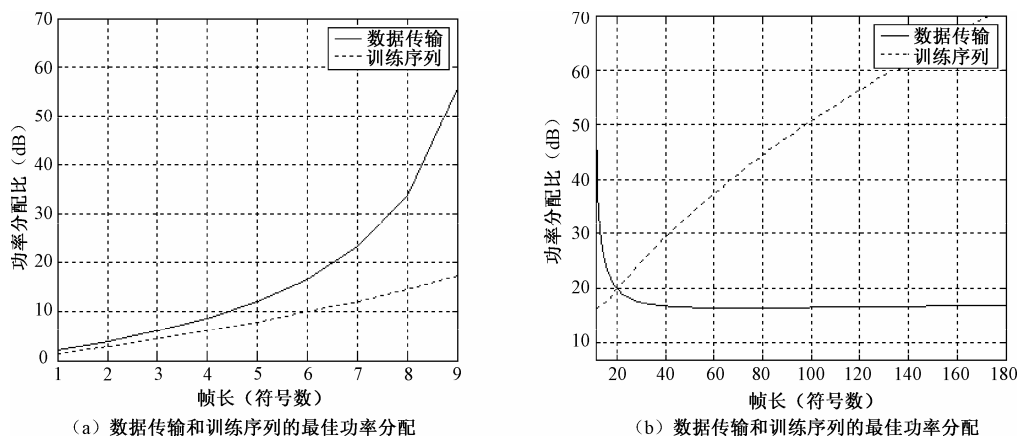 70
60
50
40
30
20
10
0
功率分配比（dB）
数据传输
训练序列
1 2 3 4 5 6 7 8 9
帧长（符号数）
（a）数据传输和训练序列的最佳功率分配
70
60
50
40
30
20
10
功率分配比（dB）
数据传输
训练序列
20 40 60 80 100 120 140 160 180
帧长（符号数）
（b）数据传输和训练序列的最佳功率分配